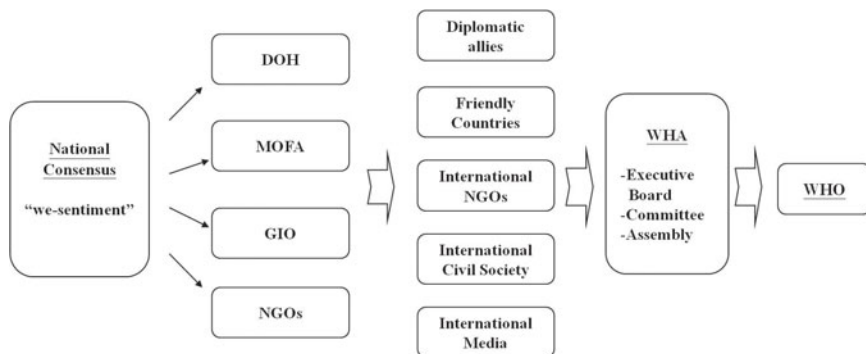 National
Consensus
“we-sentiment”
DOH
MOFA
GIO
NGOs
Diplomatic
allies
Friendly
Countries
International
NGOs
International
Civil Society
International
Media
WHA
-Executive
Board
-Committee
-Assembly
WHO